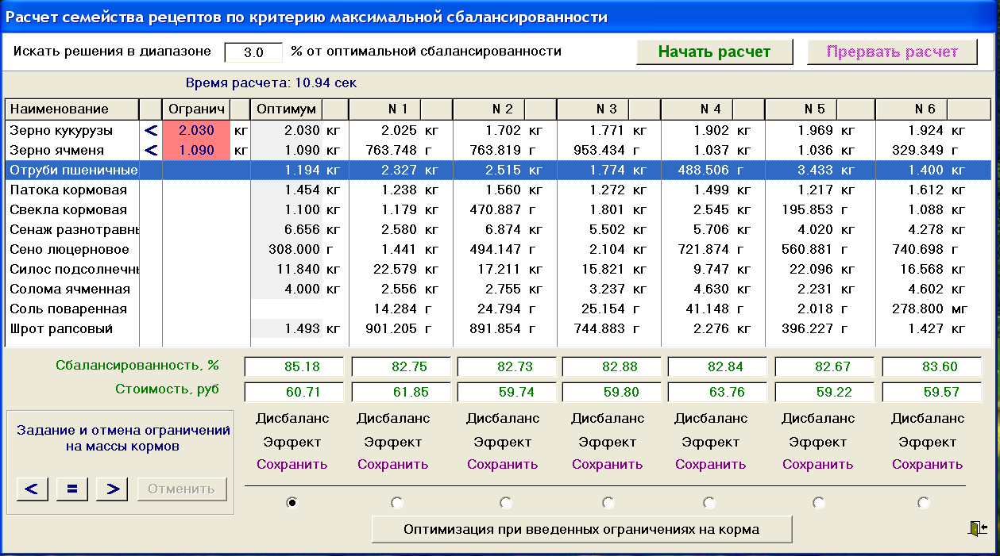 Расчет семейства рецептов по критерию максимальной сбалансированности
Искать решения в диапазоне 3.0 % от оптимальной сбалансированности Начать расчет Прервать расчет
Время расчета: 10.94 сек
Наименование Огранич Оптимум N 1 N 2 N 3 N 4 N 5 N 6
Зерно кукурузы < 2.030 кг 2.030 кг 2.025 кг 1.702 кг 1.771 кг 1.902 кг 1.969 кг 1.924 кг
Зерно ячменя < 1.090 кг 1.090 кг 763.748 г 763.819 г 953.434 г 1.037 кг 1.036 кг 329.349 г
Отруби пшеничные 1.194 кг 2.327 кг 2.515 кг 1.774 кг 488.506 г 3.433 кг 1.400 кг
Патока кормовая 1.454 кг 1.238 кг 1.560 кг 1.272 кг 1.499 кг 1.217 кг 1.612 кг
Свекла кормовая 1.100 кг 1.179 кг 470.887 г 1.801 кг 2.545 кг 195.853 г 1.088 кг
Сенаж разнотравны 6.656 кг 2.580 кг 6.874 кг 5.502 кг 5.706 кг 4.020 кг 4.278 кг
Сено люцерновое 308.000 г 1.441 кг 494.147 г 2.104 кг 721.874 г 560.881 г 740.698 г
Силос подсолнечнь 11.840 кг 22.579 кг 17.211 кг 15.821 кг 9.747 кг 22.096 кг 16.568 кг
Солома ячменная 4.000 кг 2.556 кг 2.755 кг 3.237 кг 4.630 кг 2.231 кг 4.602 кг
Соль поваренная 14.284 г 24.794 г 25.154 г 41.148 г 2.018 г 278.800 мг
Шрот рапсовый 1.493 кг 901.205 г 891.854 г 744.883 г 2.276 кг 396.227 г 1.427 кг
Сбалансированность, % 85.18 82.75 82.73 82.88 82.84 82.67 83.60
Стоимость, руб 60.71 61.85 59.74 59.80 63.76 59.22 59.57
Дисбаланс Дисбаланс Дисбаланс Дисбаланс Дисбаланс Дисбаланс Дисбаланс
Эффект Эффект Эффект Эффект Эффект Эффект Эффект
Сохранить Сохранить Сохранить Сохранить Сохранить Сохранить Сохранить
Задание и отмена ограничений
на массы кормов
< = > Отменить
Оптимизация при введенных ограничениях на корма